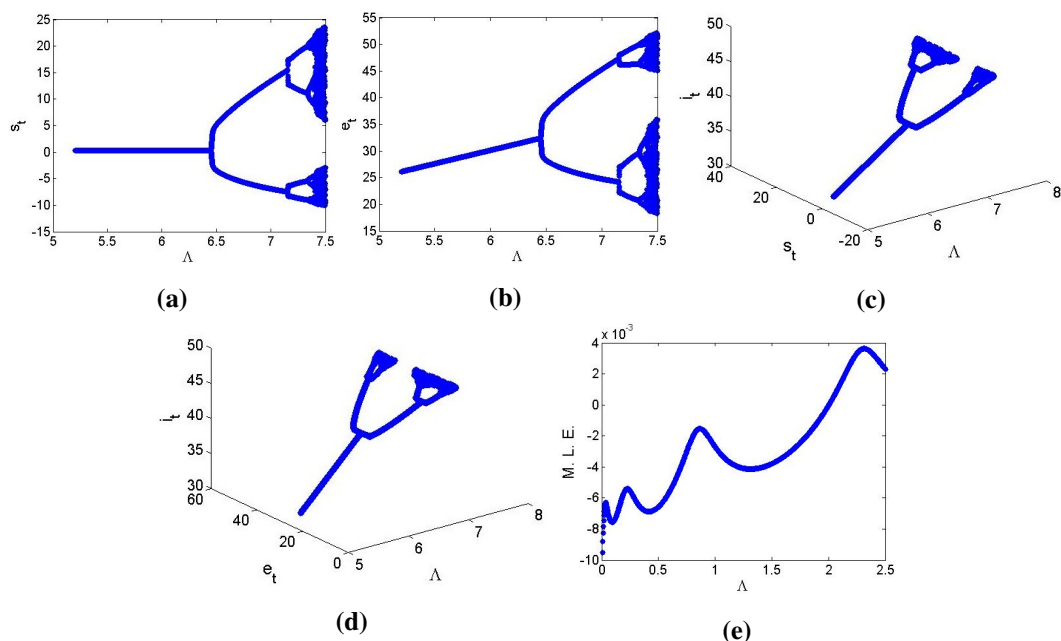 25
20
15
10
5
0
-5
-10
-15
s_t
5 5.5 6 6.5 7 7.5
Λ
(a)
55
50
45
40
35
30
25
20
15
e_t
5 5.5 6 6.5 7 7.5
Λ
(b)
50
45
40
35
30
i_t
40
20
0
-20
s_t
5
6
7
8
Λ
(c)
50
45
40
35
30
i_t
60
40
20
0
e_t
5
6
7
8
Λ
(d)
x 10^-3
4
2
0
-2
-4
-6
-8
-10
M. L. E.
0 0.5 1 1.5 2 2.5
Λ
(e)